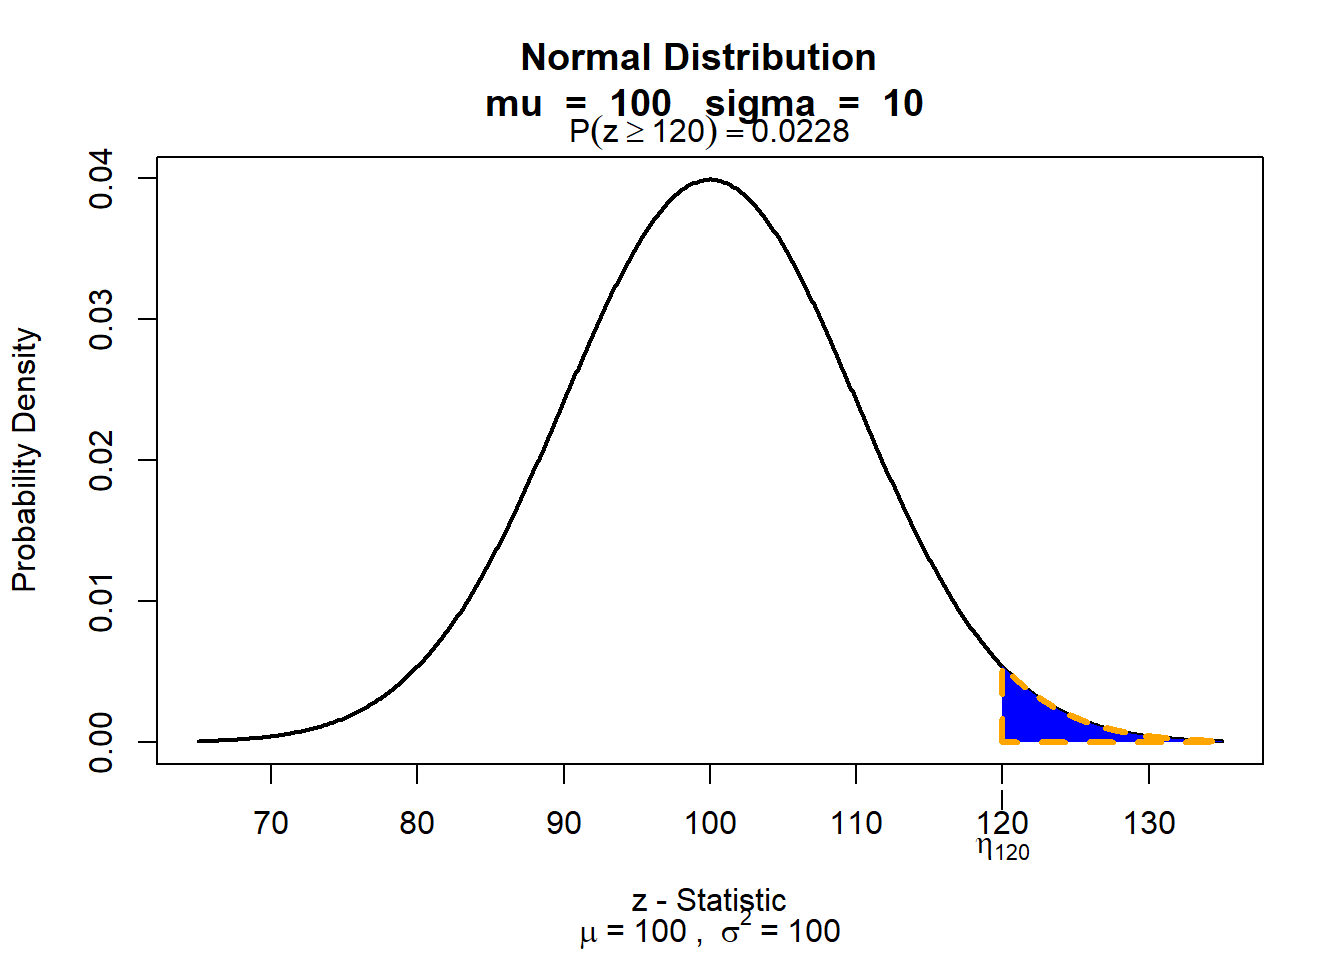 Normal Distribution
mu = 100 sigma = 10
P(z ≥ 120) = 0.0228
Probability Density
0.04
0.03
0.02
0.01
0.00
70 80 90 100 110 120 130
η₁₂₀
z - Statistic
μ = 100 , σ² = 100